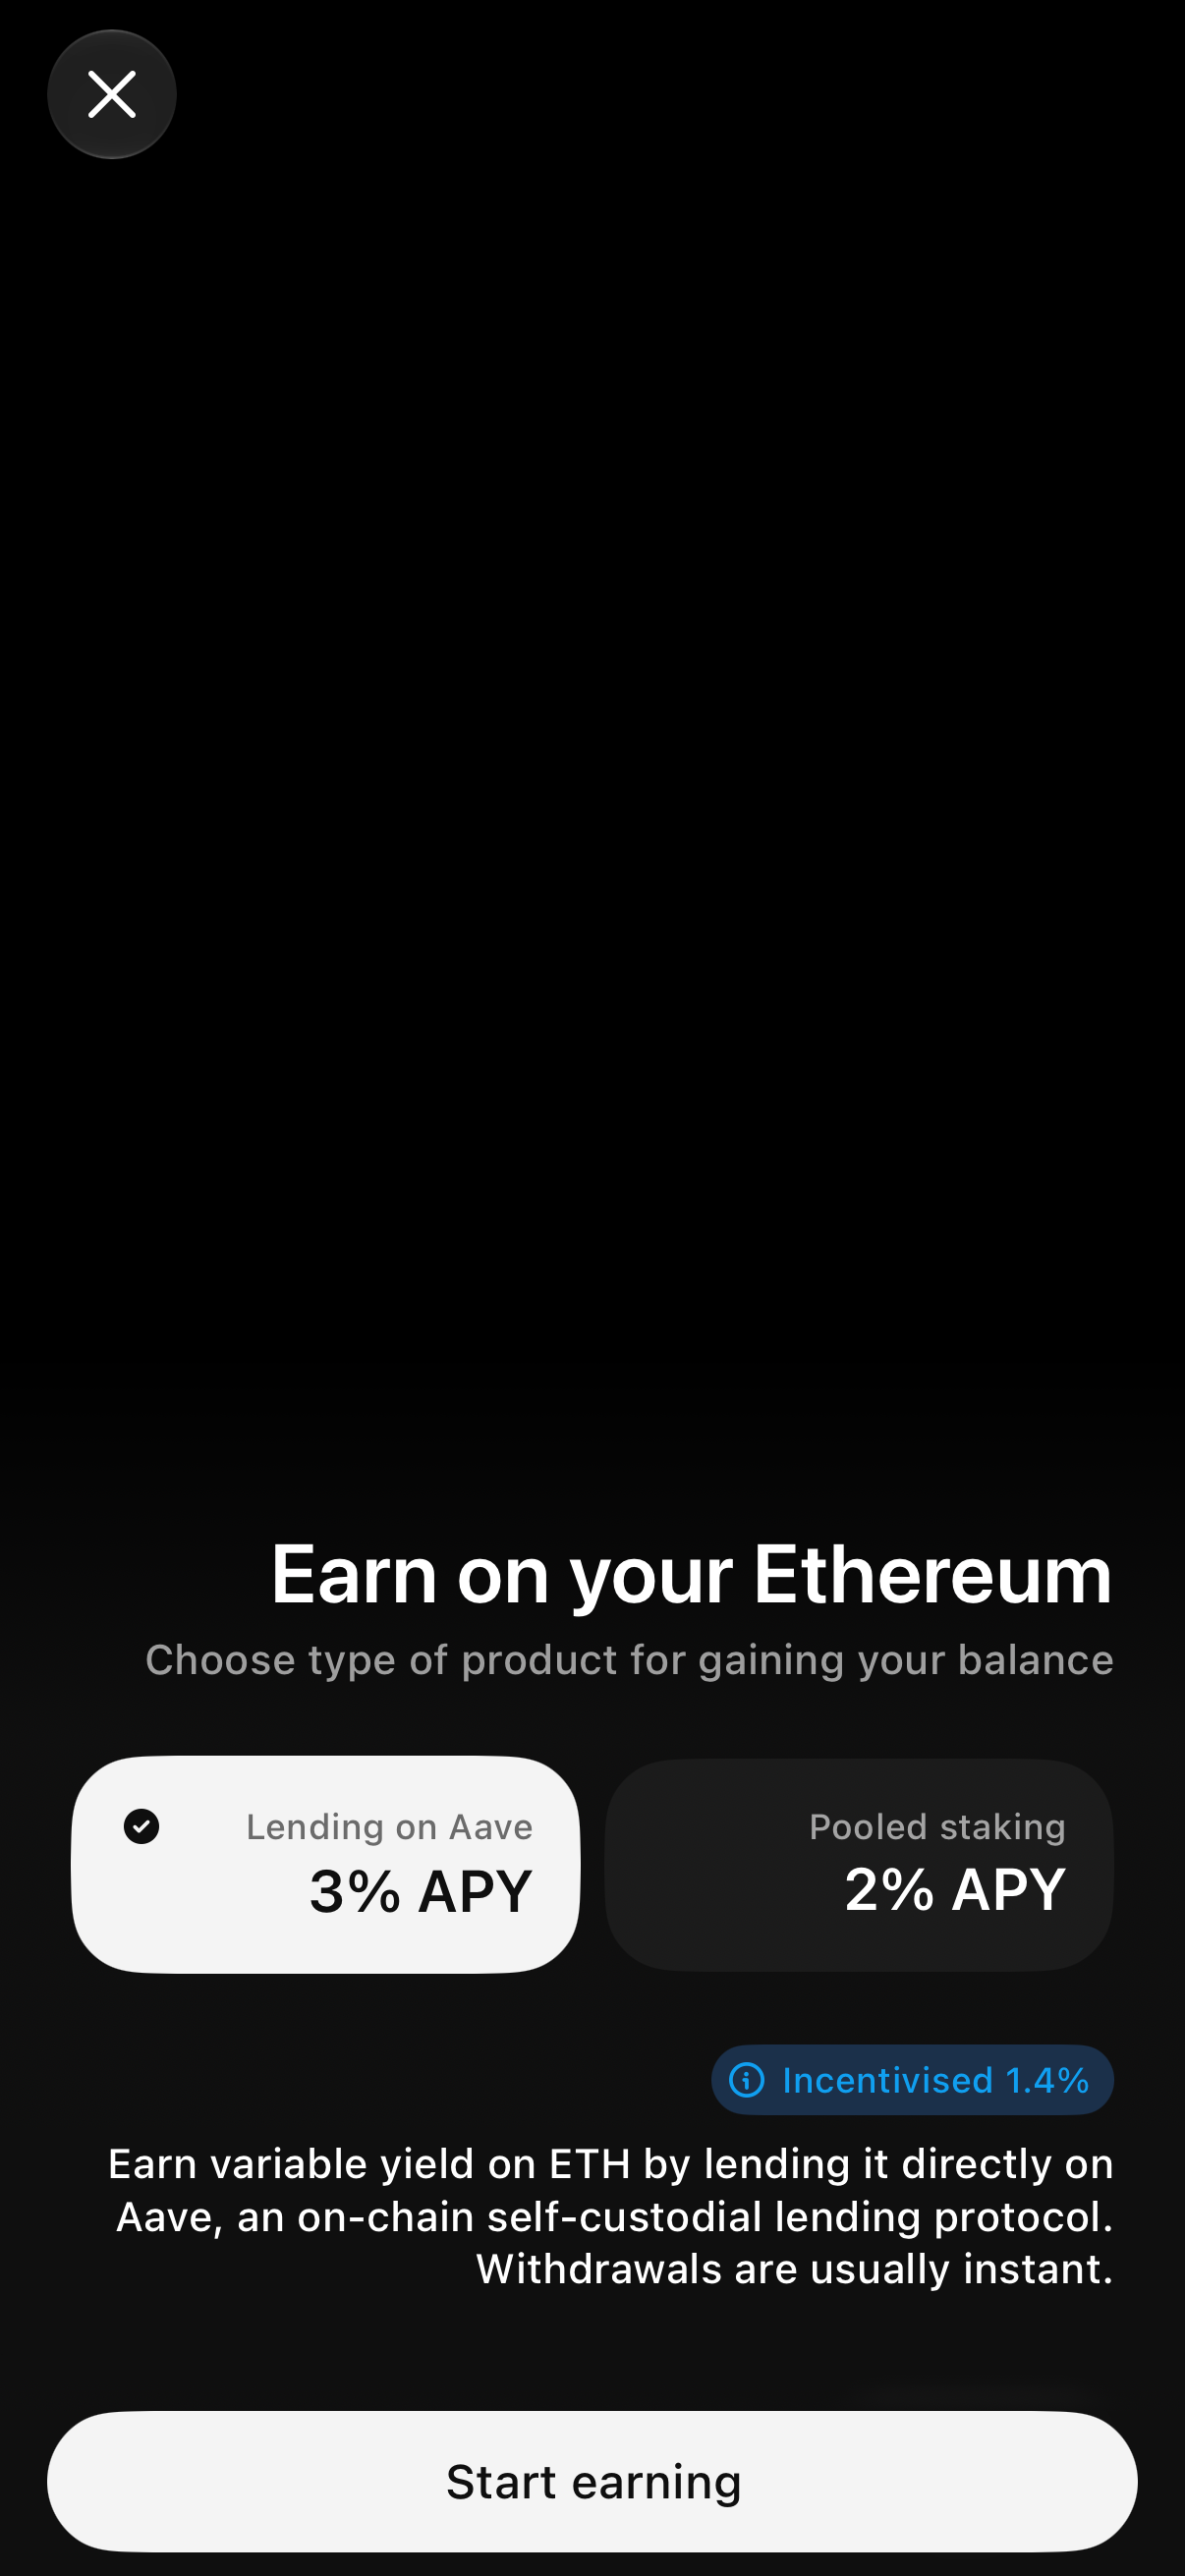 Earn on your Ethereum
Choose type of product for gaining your balance
Lending on Aave
3% APY
Pooled staking
2% APY
Incentivised 1.4%
Earn variable yield on ETH by lending it directly on
Aave, an on-chain self-custodial lending protocol.
Withdrawals are usually instant.
Start earning